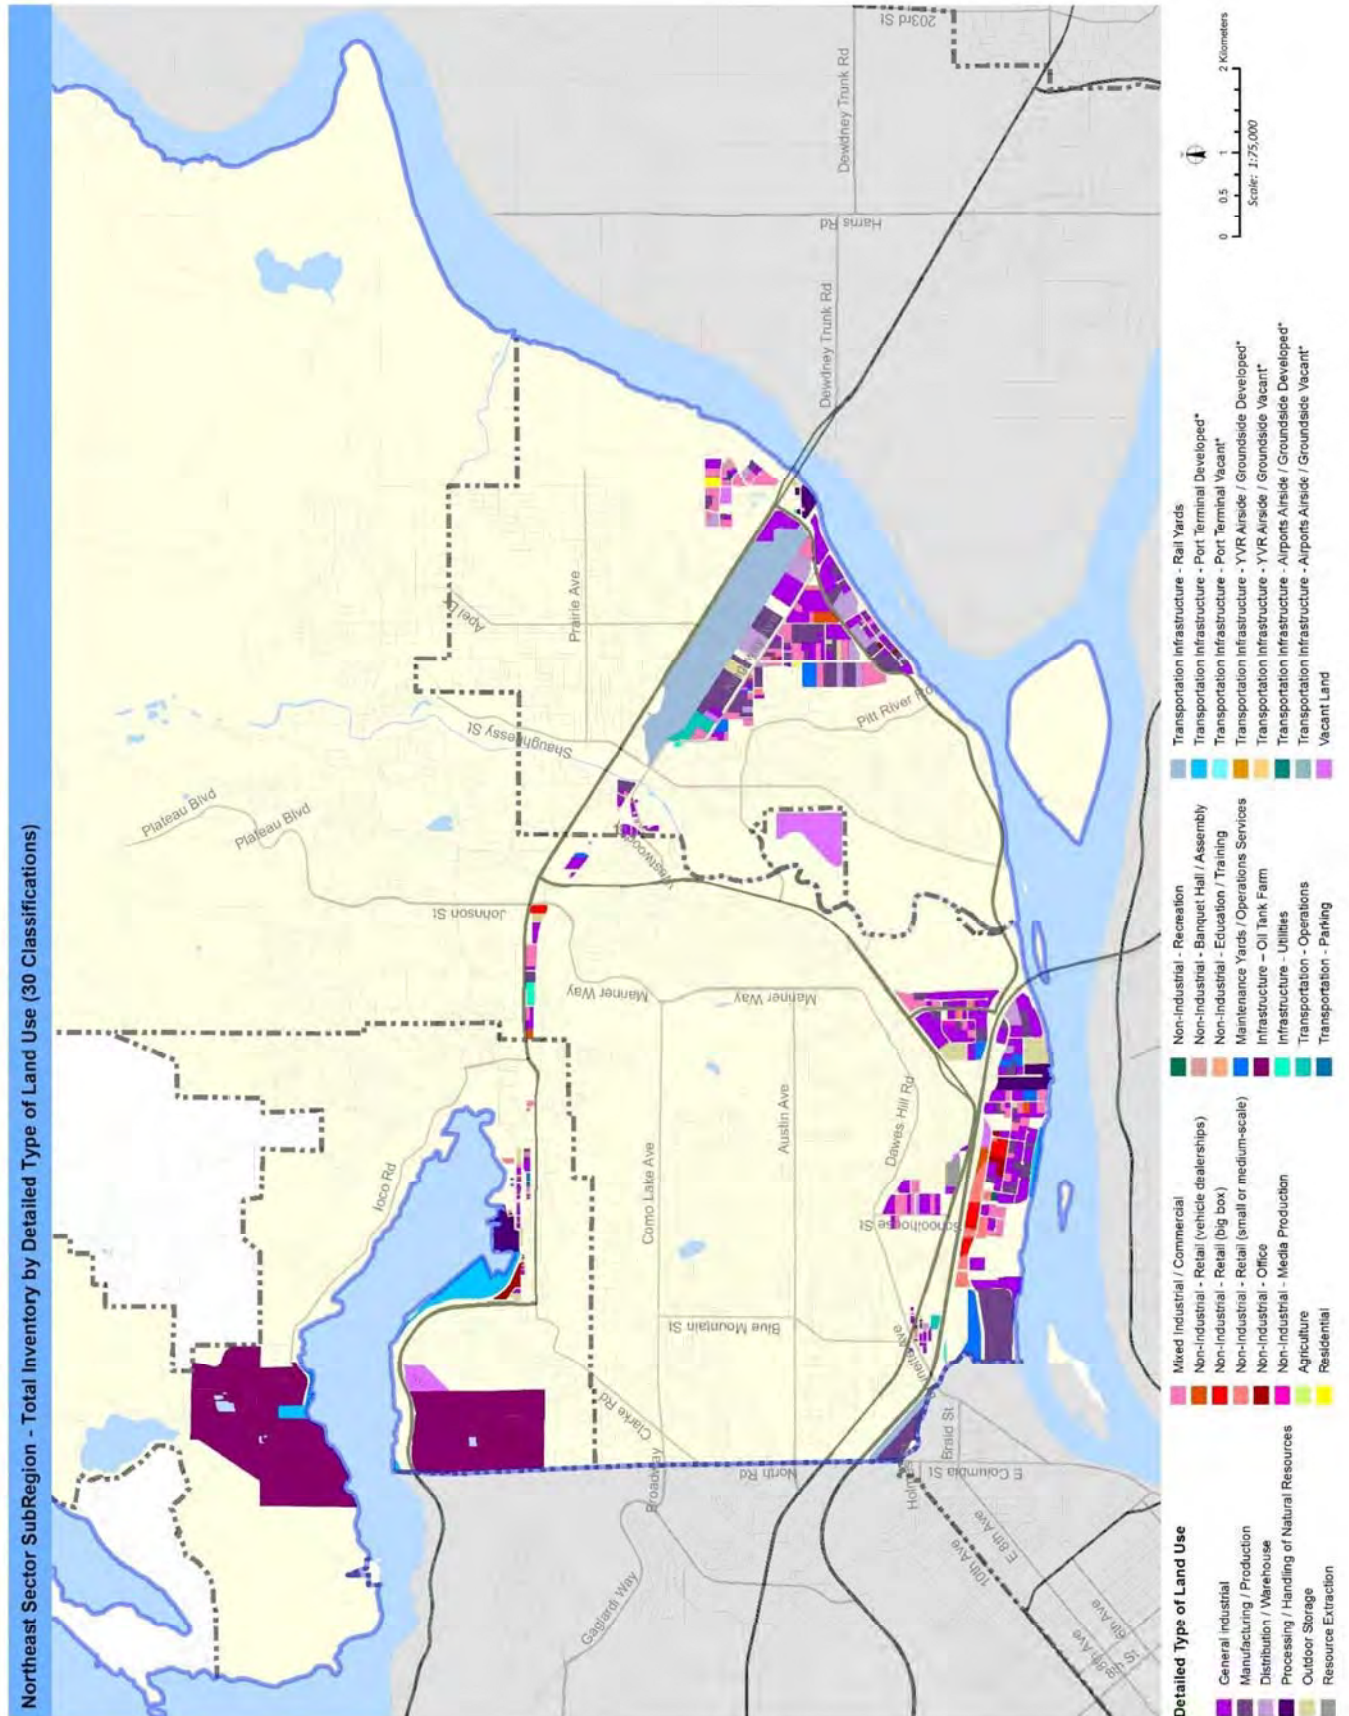 Northeast Sector SubRegion - Total Inventory by Detailed Type of Land Use (30 Classifications)
Plateau Blvd
Plateau Blvd
Johnson St
Ioco Rd
Apel Dr
Prairie Ave
Shaughnessy St
Westwood
Pitt River Rd
Mariner Way
Mariner Way
Como Lake Ave
Austin Ave
Blue Mountain St
Clarke Rd
Broadway
North Rd
Gaglardi Way
Dawes Hill Rd
Schoolhouse St
Braid St
E Columbia St
10th Ave
E 8th Ave
6th Ave
8th Ave
8th St
Dewdney Trunk Rd
Dewdney Trunk Rd
Harris Rd
203rd St
Detailed Type of Land Use
General industrial
Manufacturing / Production
Distribution / Warehouse
Processing / Handling of Natural Resources
Outdoor Storage
Resource Extraction
Mixed Industrial / Commercial
Non-Industrial - Retail (vehicle dealerships)
Non-Industrial - Retail (big box)
Non-Industrial - Retail (small or medium-scale)
Non-Industrial - Office
Non-Industrial - Media Production
Agriculture
Residential
Non-Industrial - Recreation
Non-Industrial - Banquet Hall / Assembly
Non-Industrial - Education / Training
Maintenance Yards / Operations Services
Infrastructure – Oil Tank Farm
Infrastructure - Utilities
Transportation - Operations
Transportation - Parking
Transportation Infrastructure - Rail Yards
Transportation Infrastructure - Port Terminal Developed*
Transportation Infrastructure - Port Terminal Vacant*
Transportation Infrastructure - YVR Airside / Groundside Developed*
Transportation Infrastructure - YVR Airside / Groundside Vacant*
Transportation Infrastructure - Airports Airside / Groundside Developed*
Transportation Infrastructure - Airports Airside / Groundside Vacant*
Vacant Land
0 0.5 1 2 Kilometers
Scale: 1:75,000